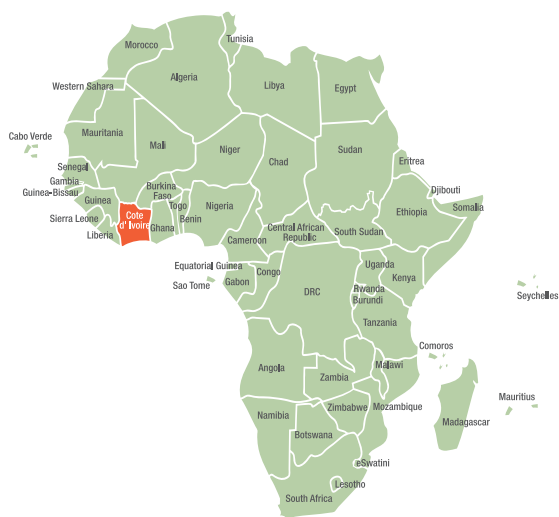 Tunisia
Morocco
Algeria
Libya
Egypt
Western Sahara
Mauritania
Mali
Niger
Chad
Sudan
Eritrea
Cabo Verde
Senegal
Gambia
Guinea-Bissau
Guinea
Sierra Leone
Liberia
Cote
d' Ivoire
Burkina
Faso
Ghana
Togo
Benin
Nigeria
Cameroon
Central African
Republic
South Sudan
Ethiopia
Djibouti
Somalia
Equatorial Guinea
Sao Tome
Gabon
Congo
DRC
Uganda
Kenya
Rwanda
Burundi
Tanzania
Seychelles
Comoros
Angola
Zambia
Malawi
Mozambique
Zimbabwe
Mauritius
Madagascar
Namibia
Botswana
eSwatini
Lesotho
South Africa